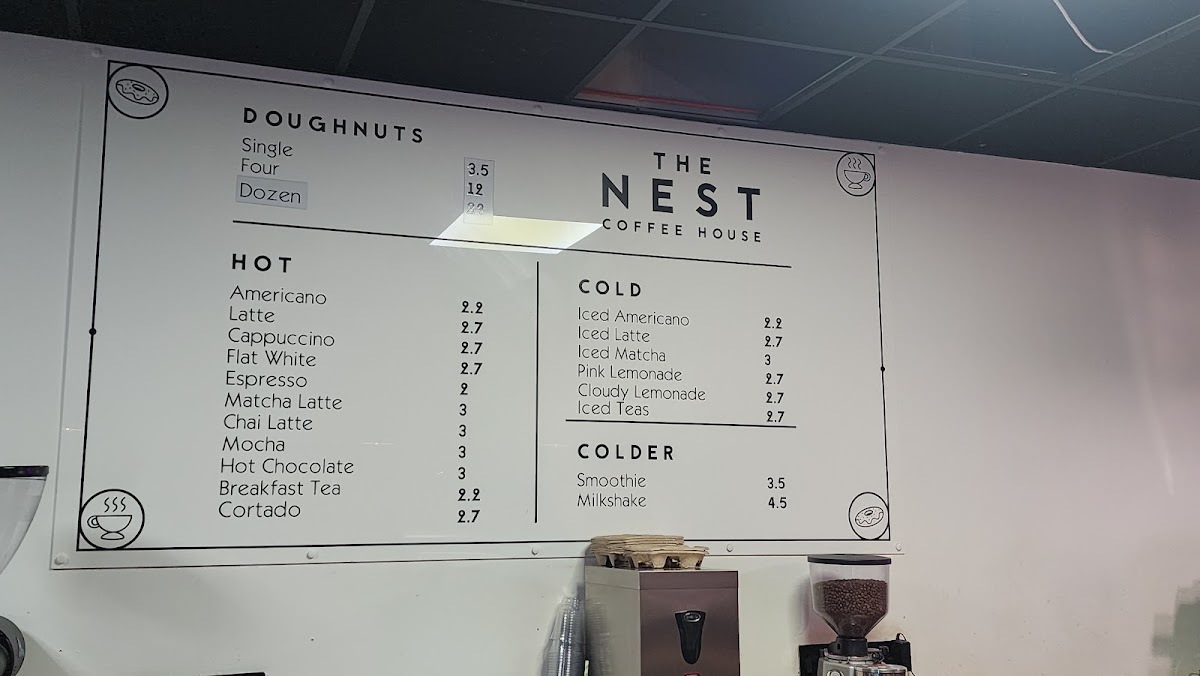 DOUGHNUTS
Single 3.5
Four 12
Dozen
THE
NEST
COFFEE HOUSE
HOT
Americano 2.2
Latte 2.7
Cappuccino 2.7
Flat White 2.7
Espresso 2
Matcha Latte 3
Chai Latte 3
Mocha 3
Hot Chocolate 3
Breakfast Tea 2.2
Cortado 2.7
COLD
Iced Americano 2.2
Iced Latte 2.7
Iced Matcha 3
Pink Lemonade 2.7
Cloudy Lemonade 2.7
Iced Teas 2.7
COLDER
Smoothie 3.5
Milkshake 4.5